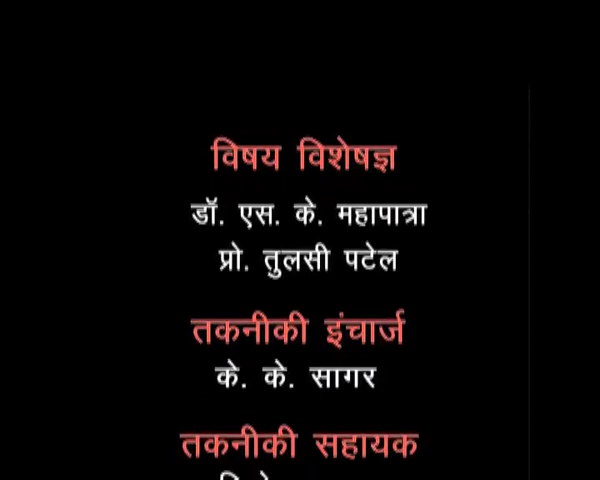 विषय विशेषज्ञ
डॉ. एस. के. महापात्रा
प्रो. तुलसी पटेल
तकनीकी इंचार्ज
के. के. सागर
तकनीकी सहायक